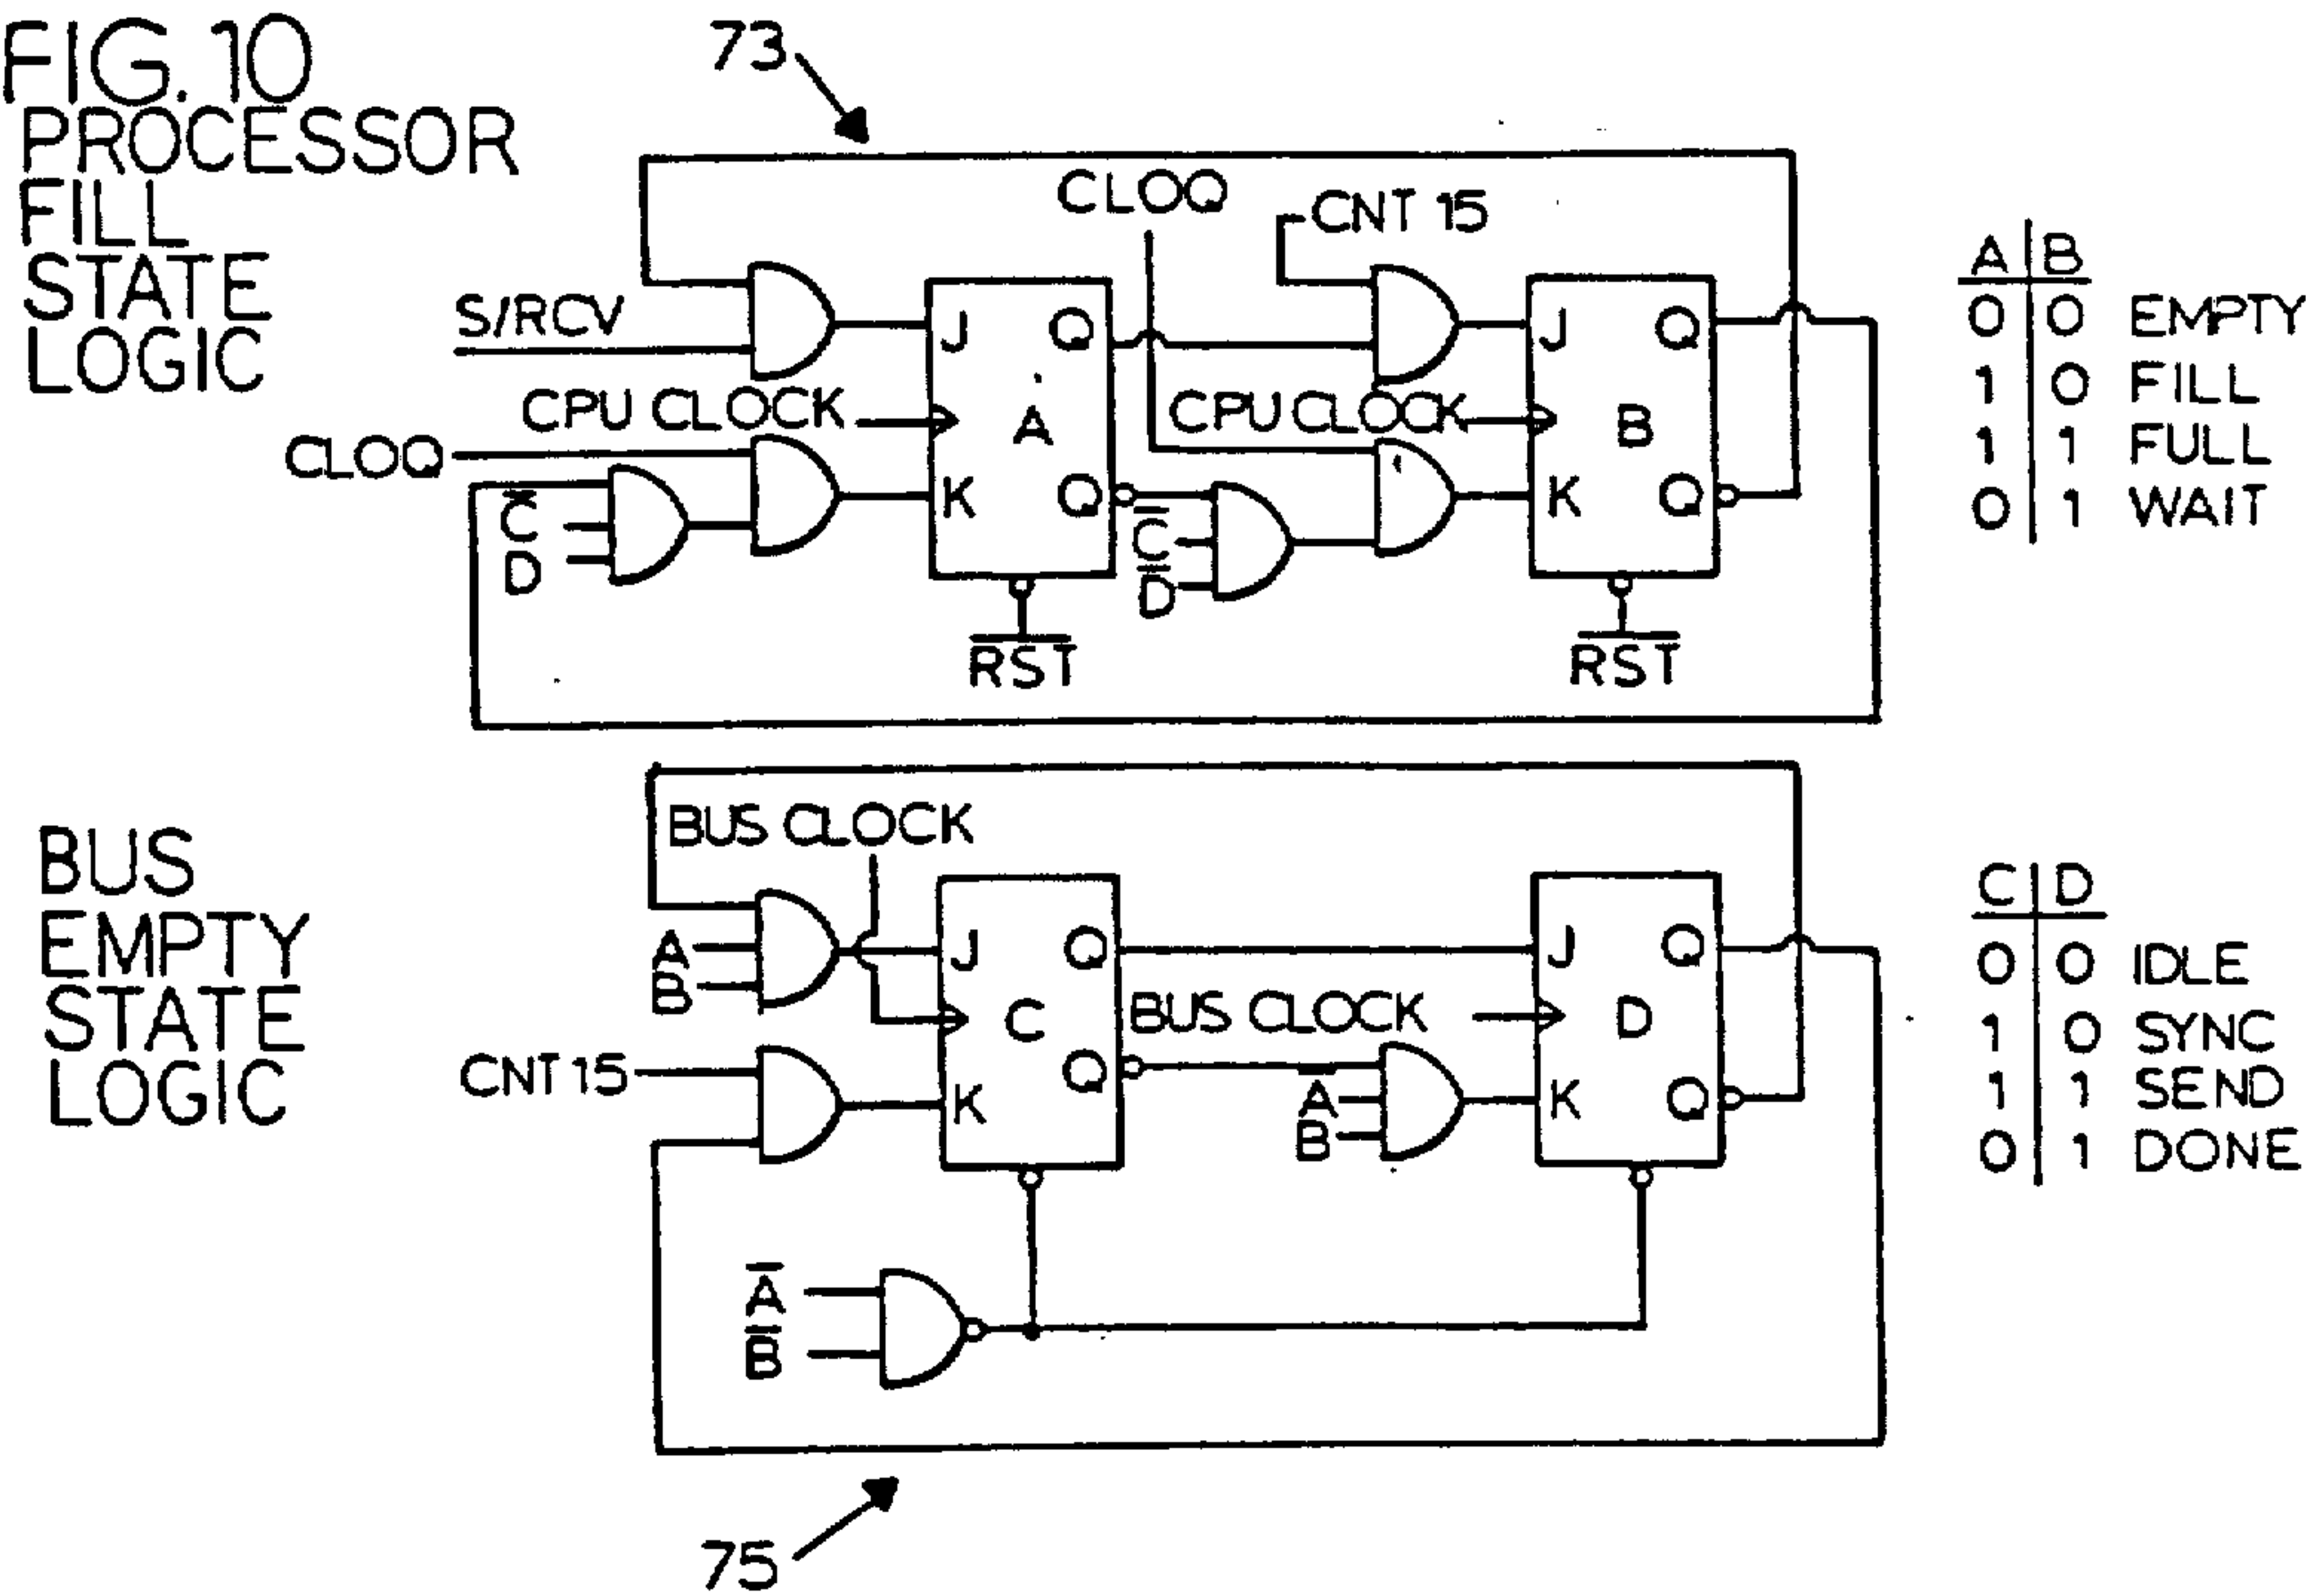 FIG. 10
PROCESSOR
FILL
STATE
LOGIC
73
CLOQ
CNT 15
S/RCV
CPU CLOCK
CLOQ
C̅
D
J
Q
A
K
Q
R̅S̅T̅
CPU CLOCK
C̅
D̅
J
Q
B
K
Q
R̅S̅T̅
A B
0 0 EMPTY
1 0 FILL
1 1 FULL
0 1 WAIT
BUS
EMPTY
STATE
LOGIC
BUS CLOCK
A
B
CNT 15
J
Q
C
Q
K
BUS CLOCK
A̅
B
J
Q
D
K
Q
A̅
B̅
C D
0 0 IDLE
1 0 SYNC
1 1 SEND
0 1 DONE
75